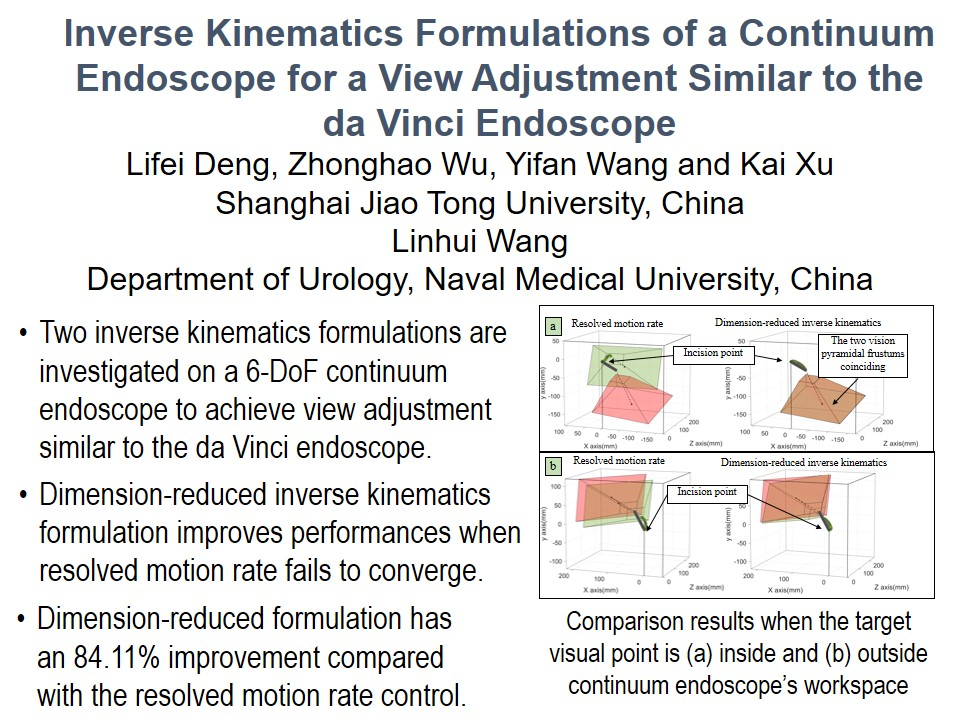 Inverse Kinematics Formulations of a Continuum
Endoscope for a View Adjustment Similar to the
da Vinci Endoscope
Lifei Deng, Zhonghao Wu, Yifan Wang and Kai Xu
Shanghai Jiao Tong University, China
Linhui Wang
Department of Urology, Naval Medical University, China
• Two inverse kinematics formulations are
investigated on a 6-DoF continuum
endoscope to achieve view adjustment
similar to the da Vinci endoscope.
• Dimension-reduced inverse kinematics
formulation improves performances when
resolved motion rate fails to converge.
• Dimension-reduced formulation has
an 84.11% improvement compared
with the resolved motion rate control.
a
Resolved motion rate
Dimension-reduced inverse kinematics
Incision point
The two vision
pyramidal frustums
coinciding
50
0
-50
-100
-150
y axis(mm)
100 50 0 -50 -100 -150
X axis(mm)
0
100
200
Z axis(mm)
50
0
-50
-100
-150
y axis(mm)
100 50 0 -50 -100 -150
X axis(mm)
0
100
200
Z axis(mm)
b
Resolved motion rate
Dimension-reduced inverse kinematics
Incision point
100
50
0
-50
-100
y axis(mm)
200 100 0
X axis(mm)
0
100
200
Z axis(mm)
100
50
0
-50
-100
y axis(mm)
200 100 0
X axis(mm)
0
100
200
Z axis(mm)
Comparison results when the target
visual point is (a) inside and (b) outside
continuum endoscope's workspace